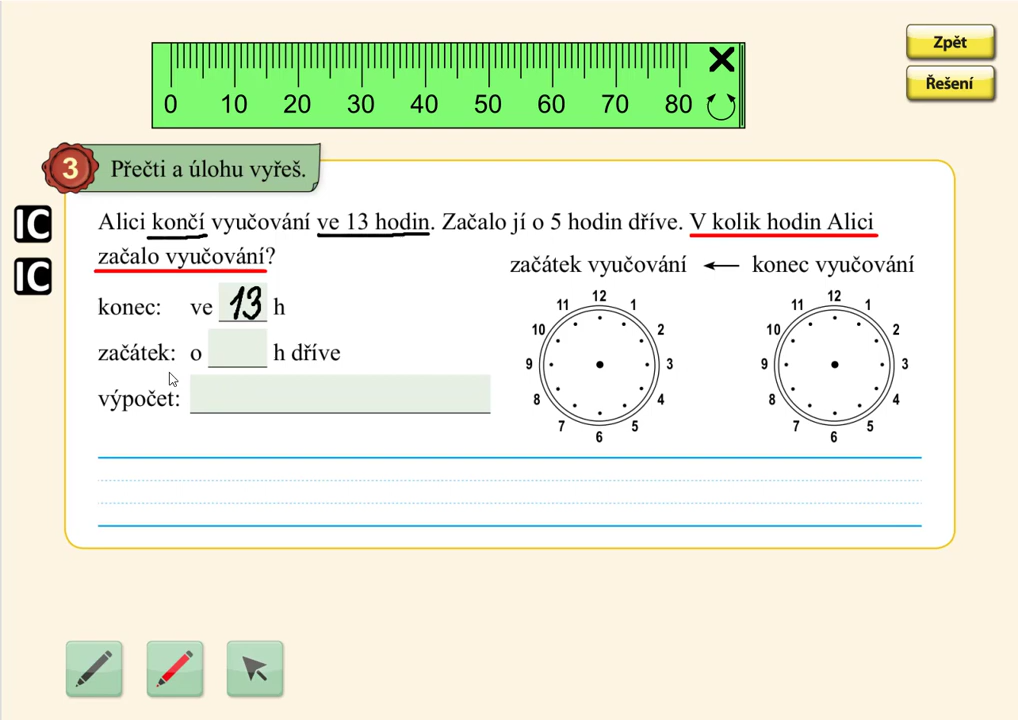 Zpět
Řešení
0 10 20 30 40 50 60 70 80
3 Přečti a úlohu vyřeš.
IC
IC
Alici končí vyučování ve 13 hodin. Začalo jí o 5 hodin dříve. V kolik hodin Alici
začalo vyučování?
začátek vyučování ← konec vyučování
konec: ve 13 h
začátek: o h dříve
výpočet:
12 1 2 3 4 5 6 7 8 9 10 11
12 1 2 3 4 5 6 7 8 9 10 11